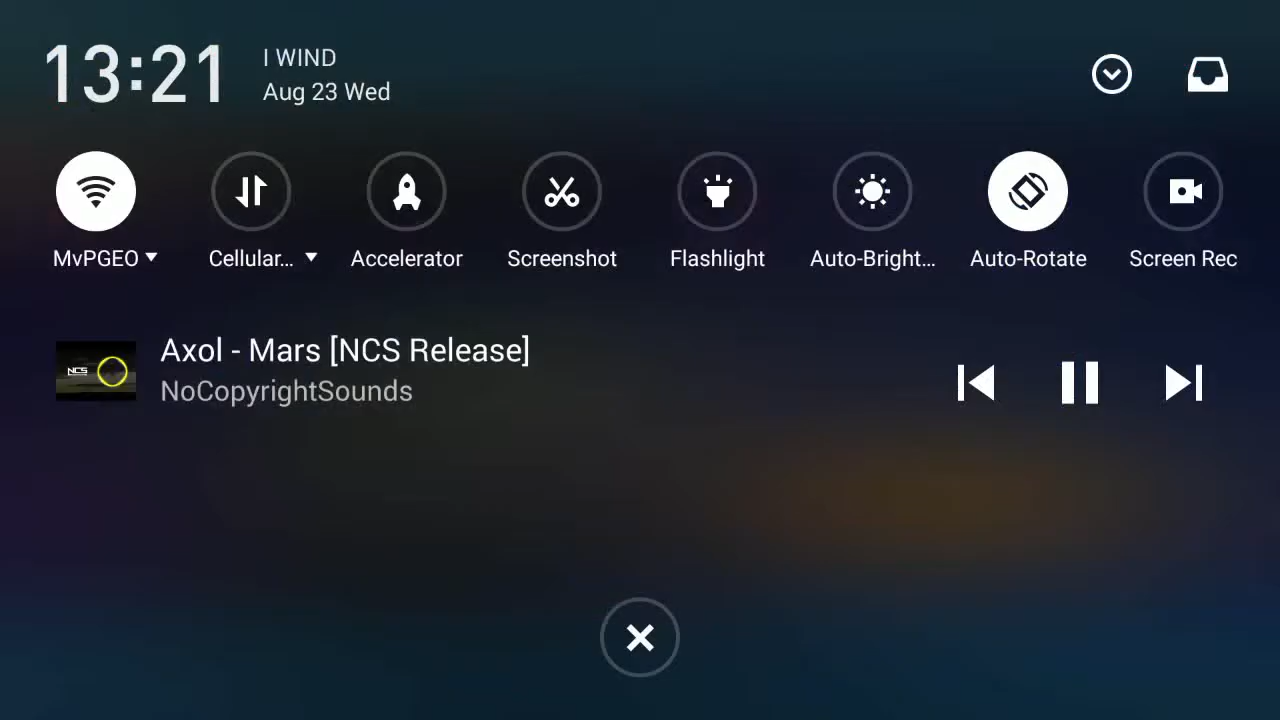 13:21
I WIND
Aug 23 Wed
MvPGEO
Cellular...
Accelerator
Screenshot
Flashlight
Auto-Bright...
Auto-Rotate
Screen Rec
NCS
Axol - Mars [NCS Release]
NoCopyrightSounds